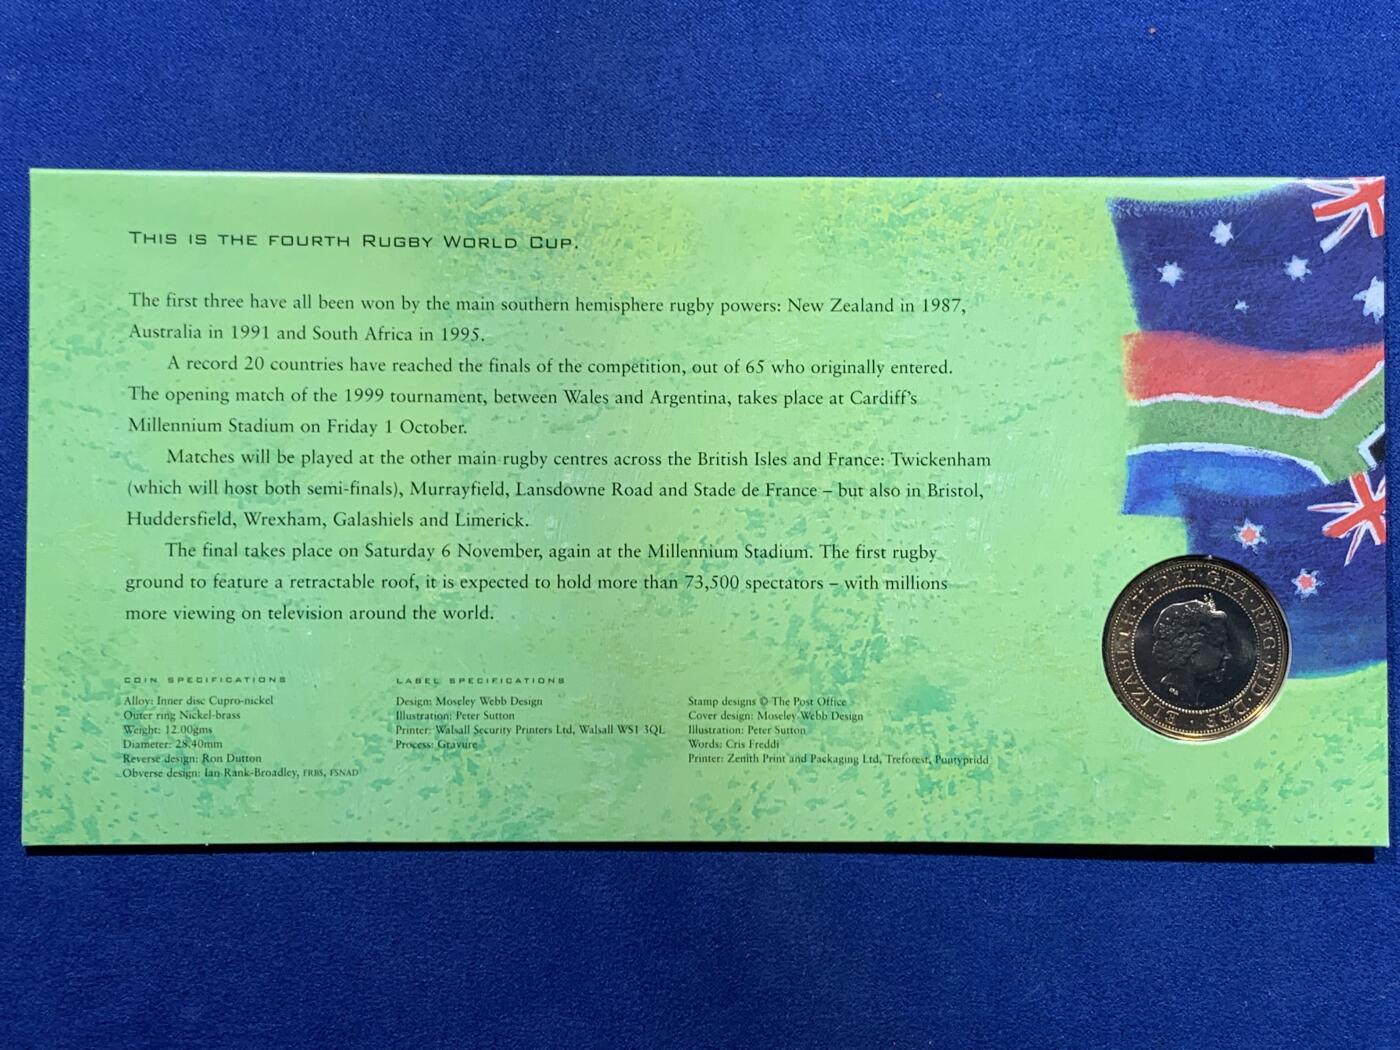 THIS IS THE FOURTH RUGBY WORLD CUP.
The first three have all been won by the main southern hemisphere rugby powers: New Zealand in 1987,
Australia in 1991 and South Africa in 1995.
A record 20 countries have reached the finals of the competition, out of 65 who originally entered.
The opening match of the 1999 tournament, between Wales and Argentina, takes place at Cardiff's
Millennium Stadium on Friday 1 October.
Matches will be played at the other main rugby centres across the British Isles and France: Twickenham
(which will host both semi-finals), Murrayfield, Lansdowne Road and Stade de France – but also in Bristol,
Huddersfield, Wrexham, Galashiels and Limerick.
The final takes place on Saturday 6 November, again at the Millennium Stadium. The first rugby
ground to feature a retractable roof, it is expected to hold more than 73,500 spectators – with millions
more viewing on television around the world.
COIN SPECIFICATIONS
Alloy: Inner disc Cupro-nickel
Outer ring Nickel-brass
Weight: 12.00gms
Diameter: 28.40mm
Reverse design: Ron Dutton
Obverse design: Ian Rank-Broadley, FRBS, FSNAD
LABEL SPECIFICATIONS
Design: Moseley Webb Design
Illustration: Peter Sutton
Printer: Walsall Security Printers Ltd, Walsall WS1 3QL
Process: Gravure
Stamp designs © The Post Office
Cover design: Moseley Webb Design
Illustration: Peter Sutton
Words: Cris Freddi
Printer: Zenith Print and Packaging Ltd, Treforest, Pontypridd
ELIZABETH·II·DEI·GRA·REG·FID·DEF·